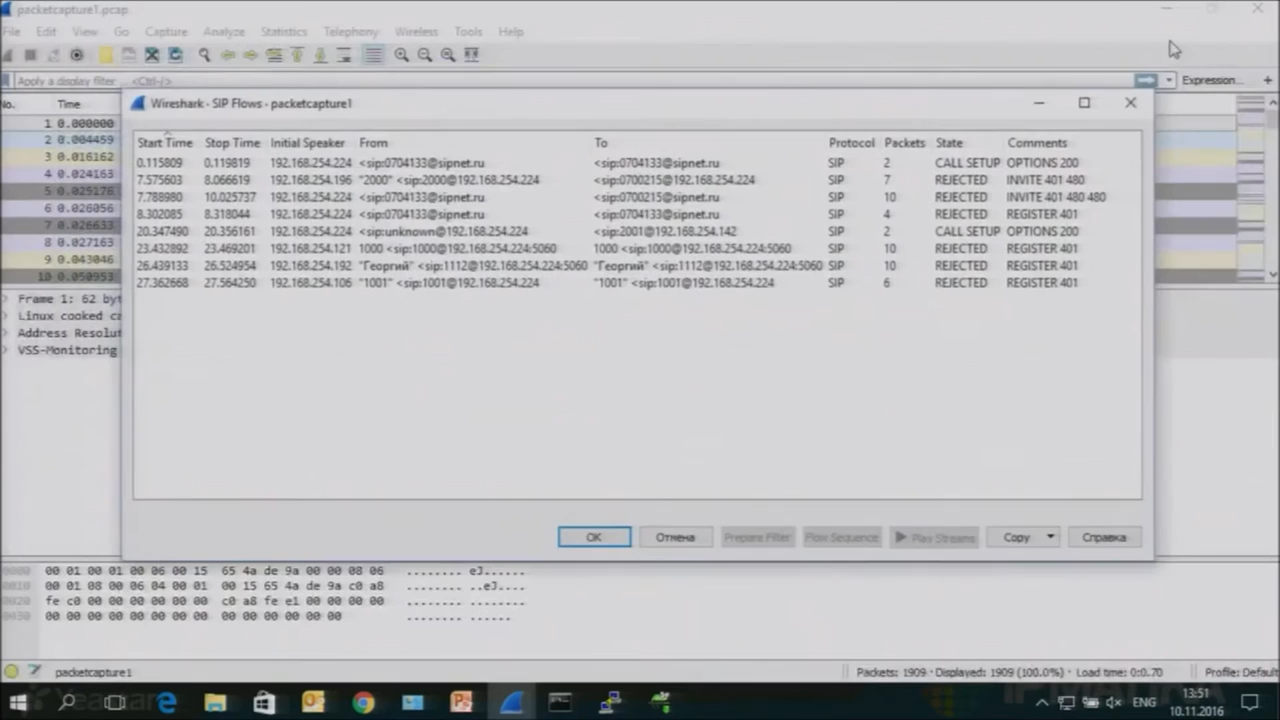 packetcapture1.pcap
File Edit View Go Capture Analyze Statistics Telephony Wireless Tools Help
Apply a display filter ... <Ctrl-/> Expression... +
No. Time
1 0.000000
2 0.004459
3 0.016162
4 0.024163
5 0.025176
6 0.026056
7 0.026633
8 0.027163
9 0.043046
10 0.050953
Wireshark - SIP Flows - packetcapture1
Start Time Stop Time Initial Speaker From To Protocol Packets State Comments
0.115809 0.119819 192.168.254.224 <sip:0704133@sipnet.ru <sip:0704133@sipnet.ru SIP 2 CALL SETUP OPTIONS 200
7.575603 8.066619 192.168.254.196 "2000" <sip:2000@192.168.254.224 <sip:0700215@192.168.254.224 SIP 7 REJECTED INVITE 401 480
7.788980 10.025737 192.168.254.224 <sip:0704133@sipnet.ru <sip:0700215@sipnet.ru SIP 10 REJECTED INVITE 401 480 480
8.302085 8.318044 192.168.254.224 <sip:0704133@sipnet.ru <sip:0704133@sipnet.ru SIP 4 REJECTED REGISTER 401
20.347490 20.356161 192.168.254.224 <sip:unknown@192.168.254.224 <sip:2001@192.168.254.142 SIP 2 CALL SETUP OPTIONS 200
23.432892 23.469201 192.168.254.121 1000 <sip:1000@192.168.254.224:5060 1000 <sip:1000@192.168.254.224:5060 SIP 10 REJECTED REGISTER 401
26.439133 26.524954 192.168.254.192 "Георгий" <sip:1112@192.168.254.224:5060 "Георгий" <sip:1112@192.168.254.224:5060 SIP 10 REJECTED REGISTER 401
27.362668 27.564250 192.168.254.106 "1001" <sip:1001@192.168.254.224 "1001" <sip:1001@192.168.254.224 SIP 6 REJECTED REGISTER 401
Frame 1: 62 byt
Linux cooked ca
Address Resolut
VSS-Monitoring
OK Отмена Prepare Filter Flow Sequence Play Streams Copy Справка
0000 00 01 00 01 00 06 00 15 65 4a de 9a 00 00 08 06 ........ eJ......
0010 00 01 08 00 06 04 00 01 00 15 65 4a de 9a c0 a8 ........ ..eJ....
0020 fe c0 00 00 00 00 00 00 c0 a8 fe e1 00 00 00 00 ........ ........
0030 00 00 00 00 00 00 00 00 00 00 00 00 00 00 ........ ......
packetcapture1 Packets: 1909 · Displayed: 1909 (100.0%) · Load time: 0:0.70 Profile: Default
ENG 13:51
10.11.2016